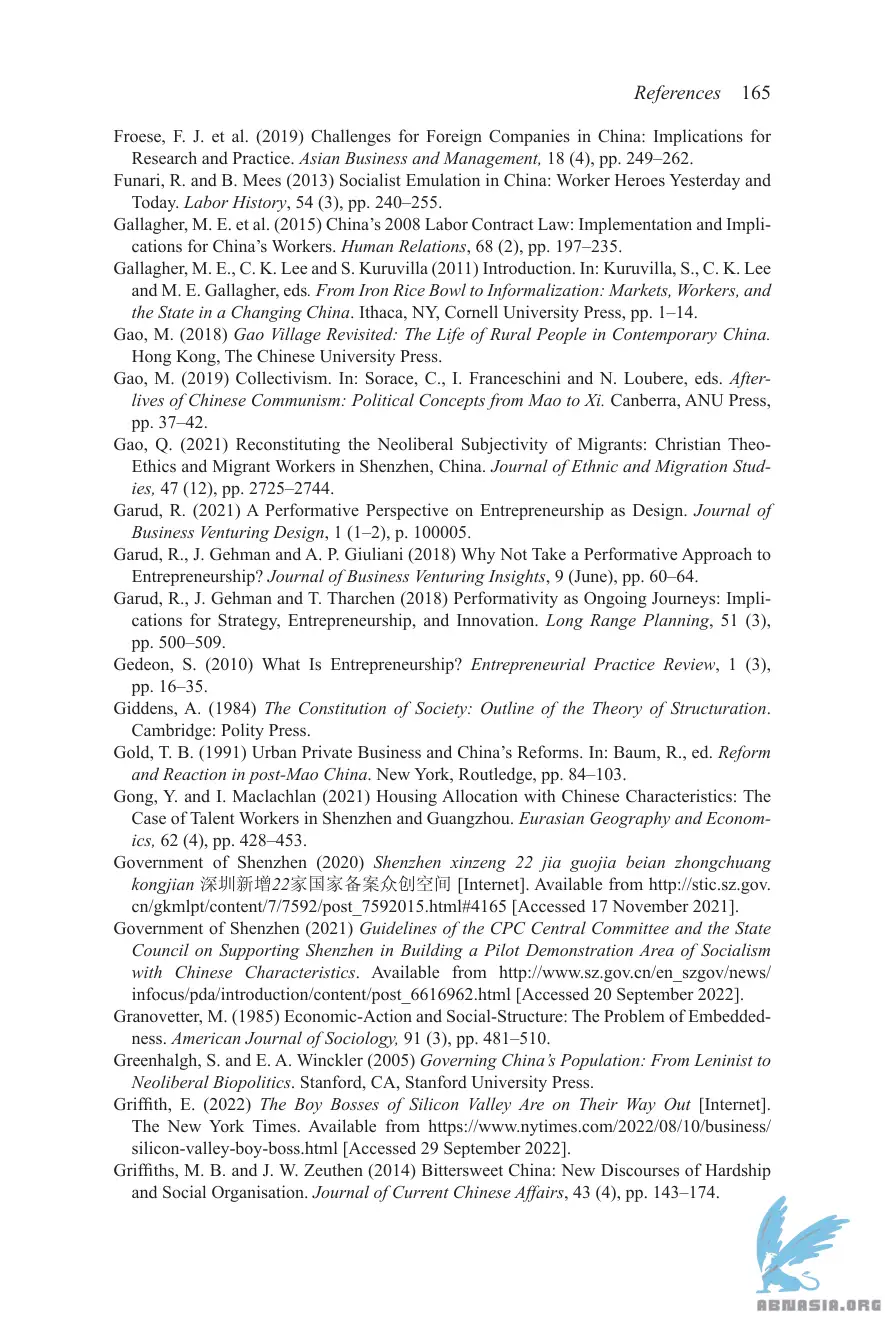 References 165
Froese, F. J. et al. (2019) Challenges for Foreign Companies in China: Implications for
Research and Practice. Asian Business and Management, 18 (4), pp. 249–262.
Funari, R. and B. Mees (2013) Socialist Emulation in China: Worker Heroes Yesterday and
Today. Labor History, 54 (3), pp. 240–255.
Gallagher, M. E. et al. (2015) China’s 2008 Labor Contract Law: Implementation and Impli-
cations for China’s Workers. Human Relations, 68 (2), pp. 197–235.
Gallagher, M. E., C. K. Lee and S. Kuruvilla (2011) Introduction. In: Kuruvilla, S., C. K. Lee
and M. E. Gallagher, eds. From Iron Rice Bowl to Informalization: Markets, Workers, and
the State in a Changing China. Ithaca, NY, Cornell University Press, pp. 1–14.
Gao, M. (2018) Gao Village Revisited: The Life of Rural People in Contemporary China.
Hong Kong, The Chinese University Press.
Gao, M. (2019) Collectivism. In: Sorace, C., I. Franceschini and N. Loubere, eds. After-
lives of Chinese Communism: Political Concepts from Mao to Xi. Canberra, ANU Press,
pp. 37–42.
Gao, Q. (2021) Reconstituting the Neoliberal Subjectivity of Migrants: Christian Theo-
Ethics and Migrant Workers in Shenzhen, China. Journal of Ethnic and Migration Stud-
ies, 47 (12), pp. 2725–2744.
Garud, R. (2021) A Performative Perspective on Entrepreneurship as Design. Journal of
Business Venturing Design, 1 (1–2), p. 100005.
Garud, R., J. Gehman and A. P. Giuliani (2018) Why Not Take a Performative Approach to
Entrepreneurship? Journal of Business Venturing Insights, 9 (June), pp. 60–64.
Garud, R., J. Gehman and T. Tharchen (2018) Performativity as Ongoing Journeys: Impli-
cations for Strategy, Entrepreneurship, and Innovation. Long Range Planning, 51 (3),
pp. 500–509.
Gedeon, S. (2010) What Is Entrepreneurship? Entrepreneurial Practice Review, 1 (3),
pp. 16–35.
Giddens, A. (1984) The Constitution of Society: Outline of the Theory of Structuration.
Cambridge: Polity Press.
Gold, T. B. (1991) Urban Private Business and China’s Reforms. In: Baum, R., ed. Reform
and Reaction in post-Mao China. New York, Routledge, pp. 84–103.
Gong, Y. and I. Maclachlan (2021) Housing Allocation with Chinese Characteristics: The
Case of Talent Workers in Shenzhen and Guangzhou. Eurasian Geography and Econom-
ics, 62 (4), pp. 428–453.
Government of Shenzhen (2020) Shenzhen xinzeng 22 jia guojia beian zhongchuang
kongjian 深圳新增22家国家备案众创空间 [Internet]. Available from http://stic.sz.gov.
cn/gkmlpt/content/7/7592/post_7592015.html#4165 [Accessed 17 November 2021].
Government of Shenzhen (2021) Guidelines of the CPC Central Committee and the State
Council on Supporting Shenzhen in Building a Pilot Demonstration Area of Socialism
with Chinese Characteristics. Available from http://www.sz.gov.cn/en_szgov/news/
infocus/pda/introduction/content/post_6616962.html [Accessed 20 September 2022].
Granovetter, M. (1985) Economic-Action and Social-Structure: The Problem of Embedded-
ness. American Journal of Sociology, 91 (3), pp. 481–510.
Greenhalgh, S. and E. A. Winckler (2005) Governing China’s Population: From Leninist to
Neoliberal Biopolitics. Stanford, CA, Stanford University Press.
Griffith, E. (2022) The Boy Bosses of Silicon Valley Are on Their Way Out [Internet].
The New York Times. Available from https://www.nytimes.com/2022/08/10/business/
silicon-valley-boy-boss.html [Accessed 29 September 2022].
Griffiths, M. B. and J. W. Zeuthen (2014) Bittersweet China: New Discourses of Hardship
and Social Organisation. Journal of Current Chinese Affairs, 43 (4), pp. 143–174.
ABNASIA.ORG